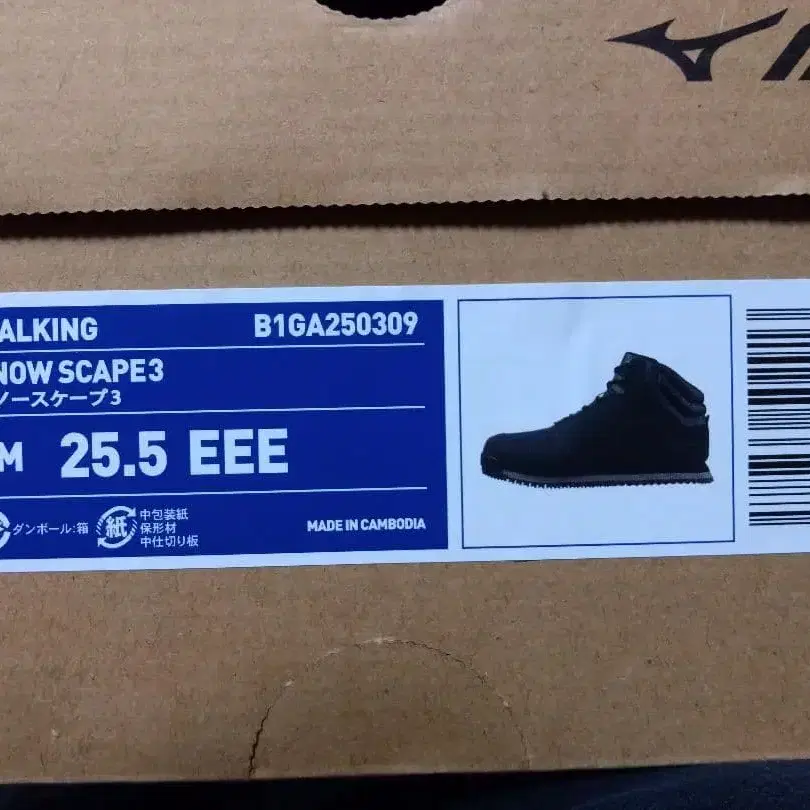 ALKING B1GA250309
NOW SCAPE3
ノースケープ3
M 25.5 EEE
ダンボール:箱
紙
中包装紙
保形材
中仕切り板
MADE IN CAMBODIA